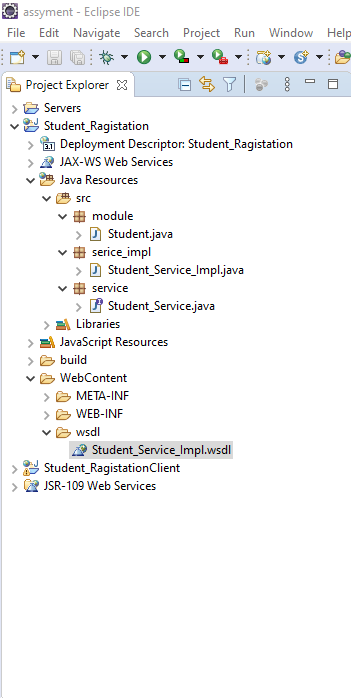 assyment - Eclipse IDE
File Edit Navigate Search Project Run Window Help
Project Explorer
Servers
Student_Ragistation
Deployment Descriptor: Student_Ragistation
JAX-WS Web Services
Java Resources
src
module
Student.java
serice_impl
Student_Service_Impl.java
service
Student_Service.java
Libraries
JavaScript Resources
build
WebContent
META-INF
WEB-INF
wsdl
Student_Service_Impl.wsdl
Student_RagistationClient
JSR-109 Web Services